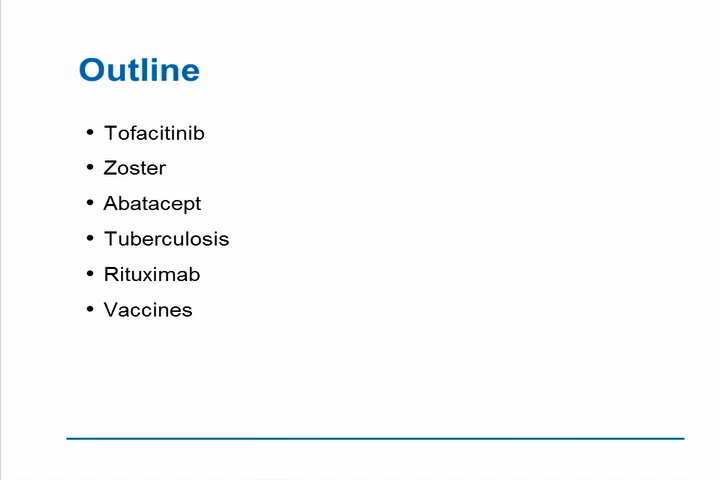 Outline
• Tofacitinib
• Zoster
• Abatacept
• Tuberculosis
• Rituximab
• Vaccines